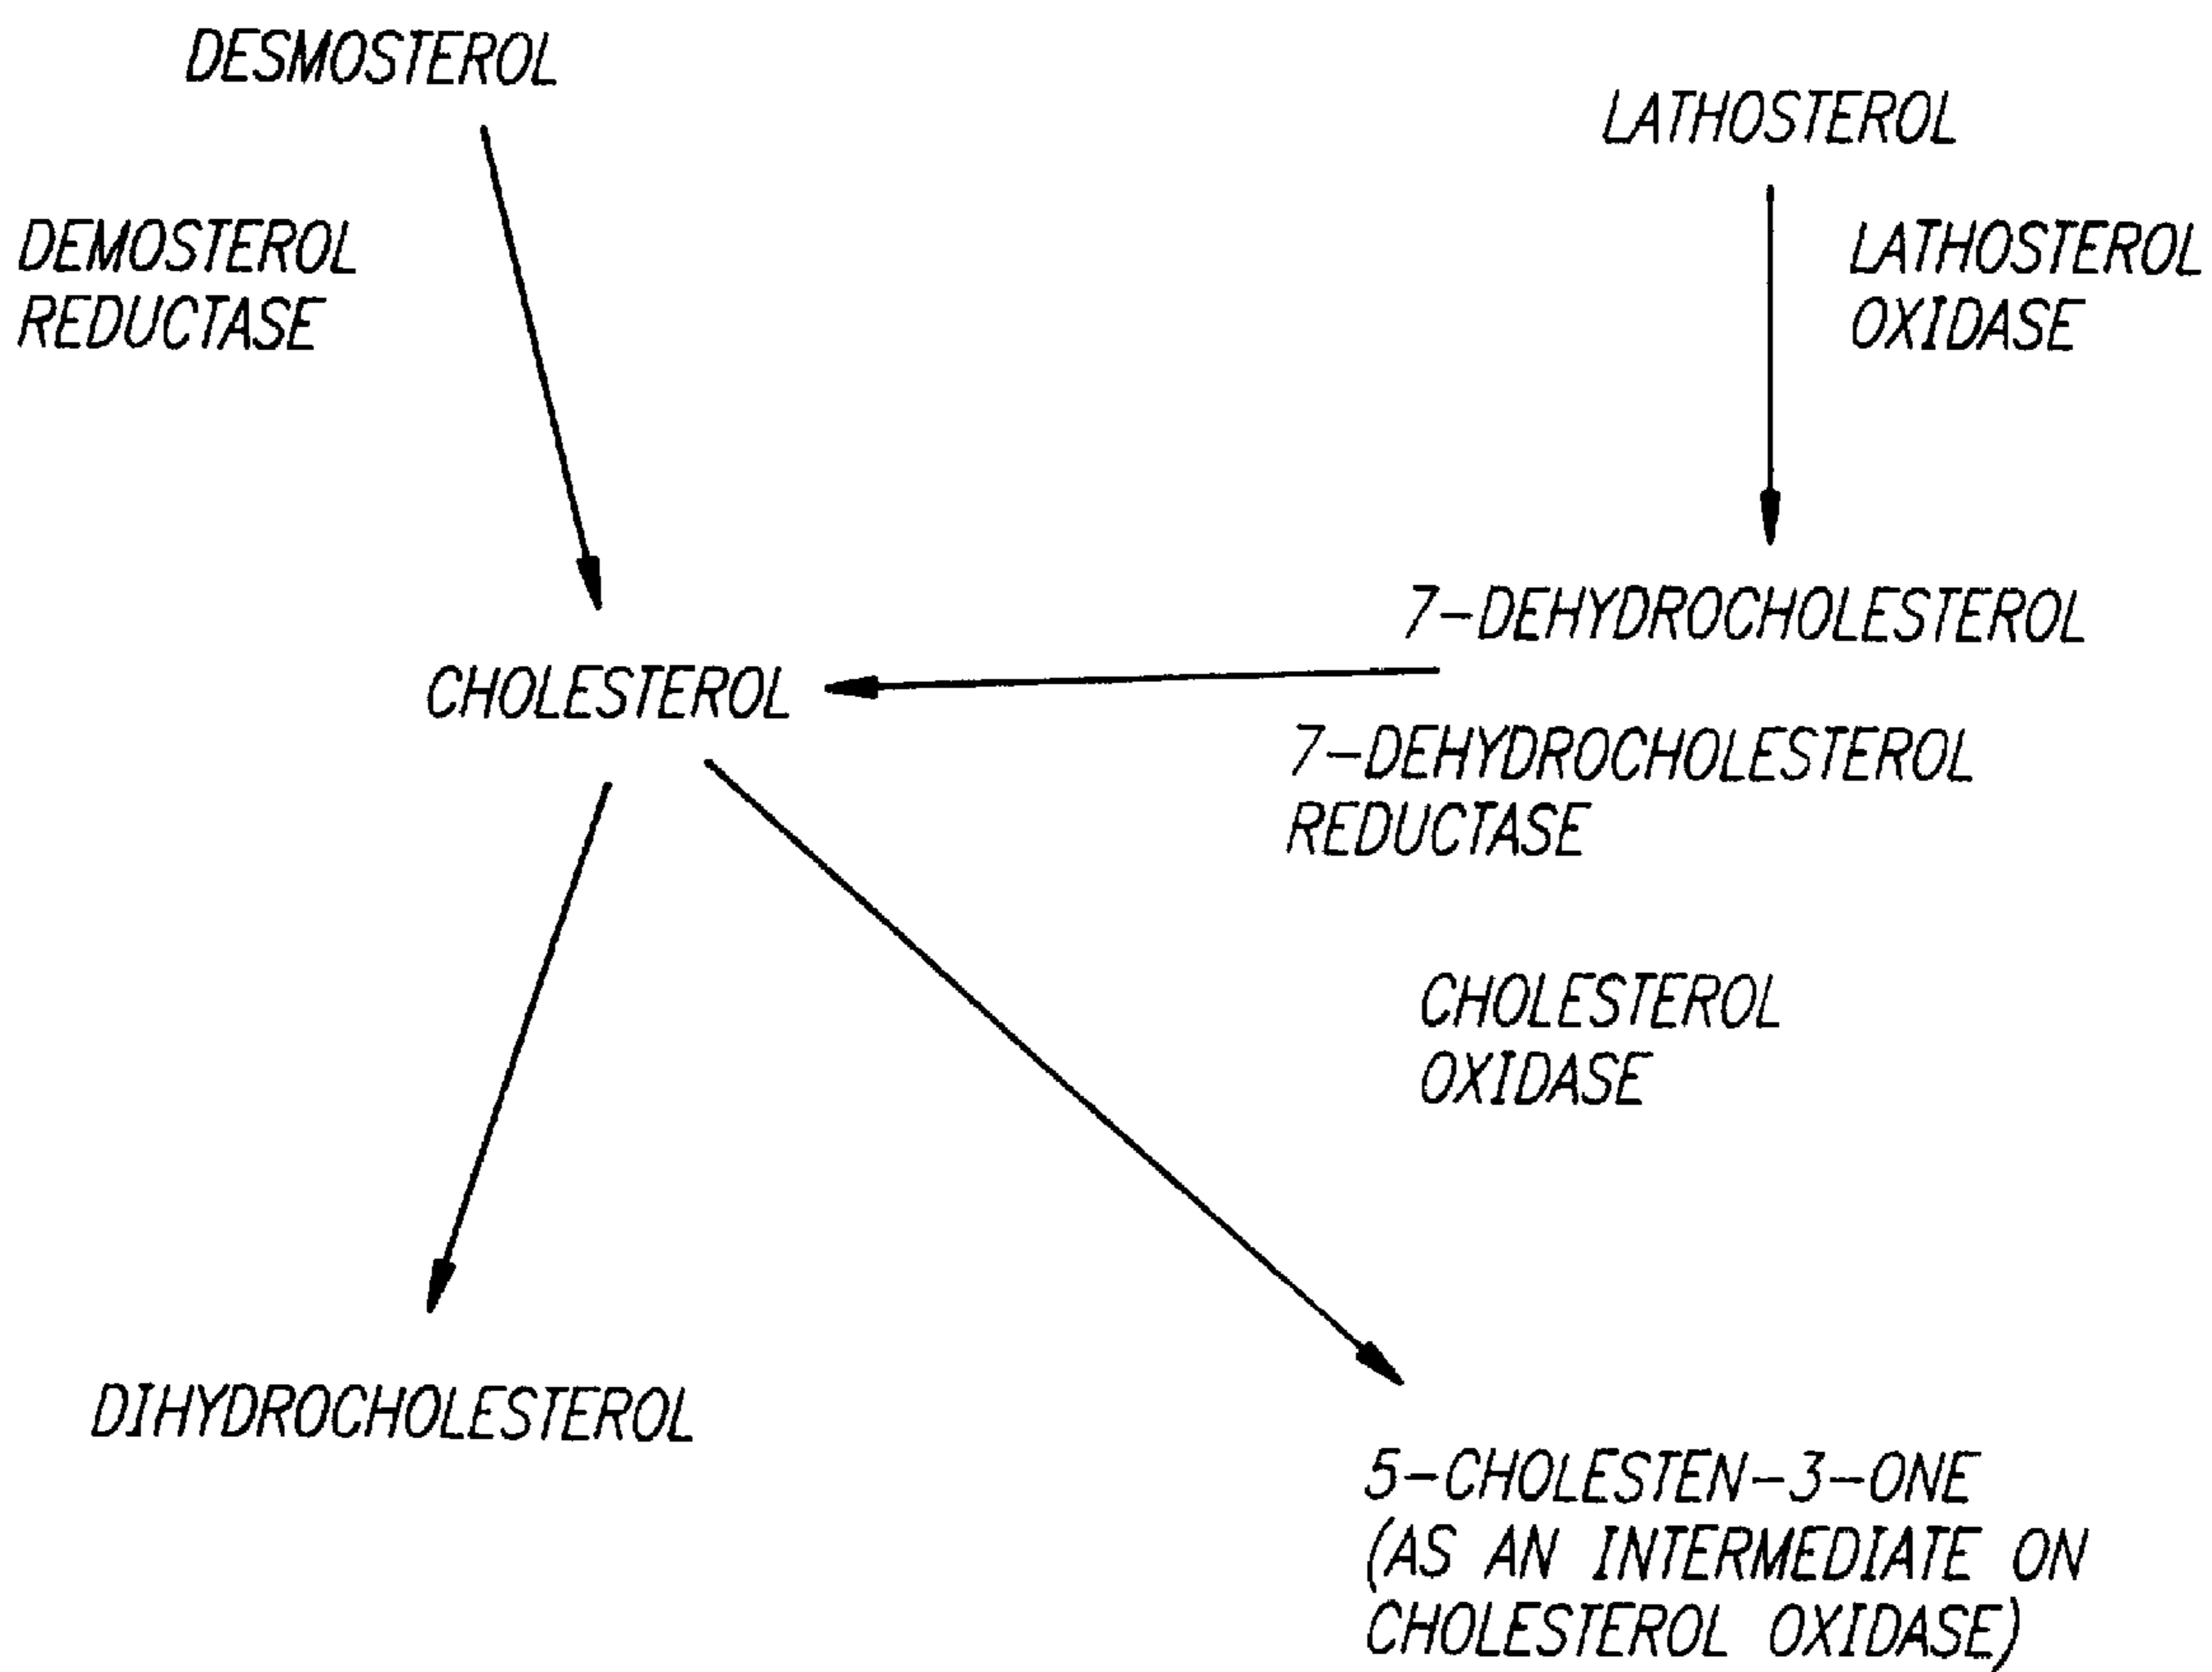 DESMOSTEROL
LATHOSTEROL
DEMOSTEROL
REDUCTASE
LATHOSTEROL
OXIDASE
7-DEHYDROCHOLESTEROL
CHOLESTEROL
7-DEHYDROCHOLESTEROL
REDUCTASE
CHOLESTEROL
OXIDASE
DIHYDROCHOLESTEROL
5-CHOLESTEN-3-ONE
(AS AN INTERMEDIATE ON
CHOLESTEROL OXIDASE)